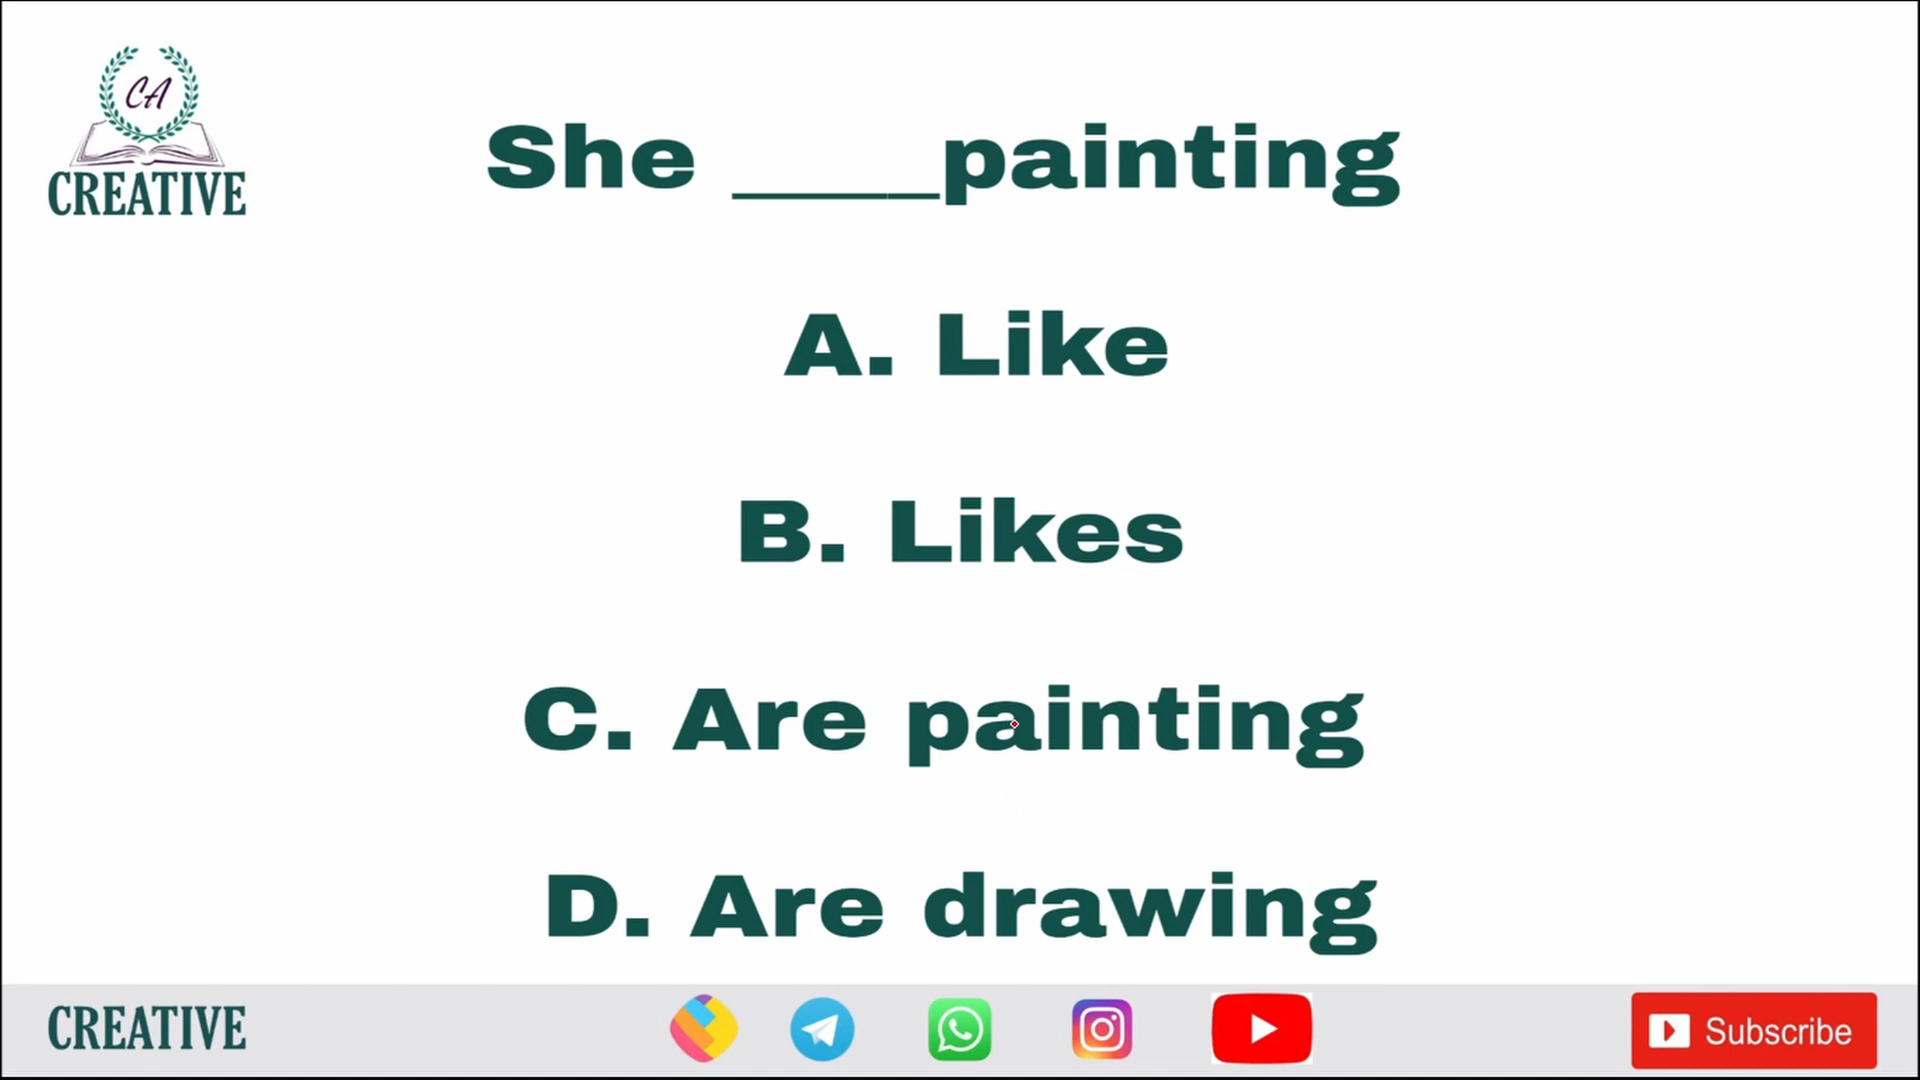 CA
CREATIVE
She ____painting
A. Like
B. Likes
C. Are painting
D. Are drawing
CREATIVE
Subscribe